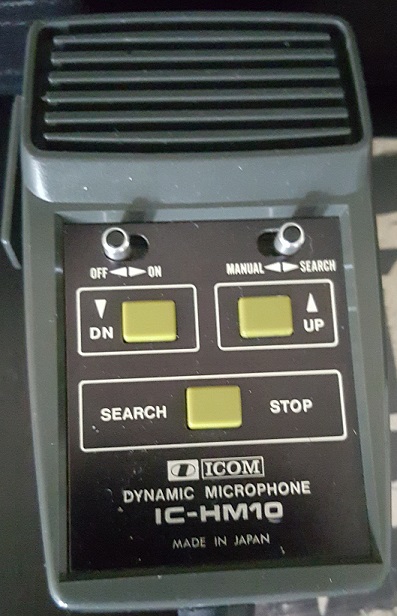 OFF ◄► ON
MANUAL ◄► SEARCH
▼ DN
▲ UP
SEARCH STOP
ICOM
DYNAMIC MICROPHONE
IC-HM10
MADE IN JAPAN